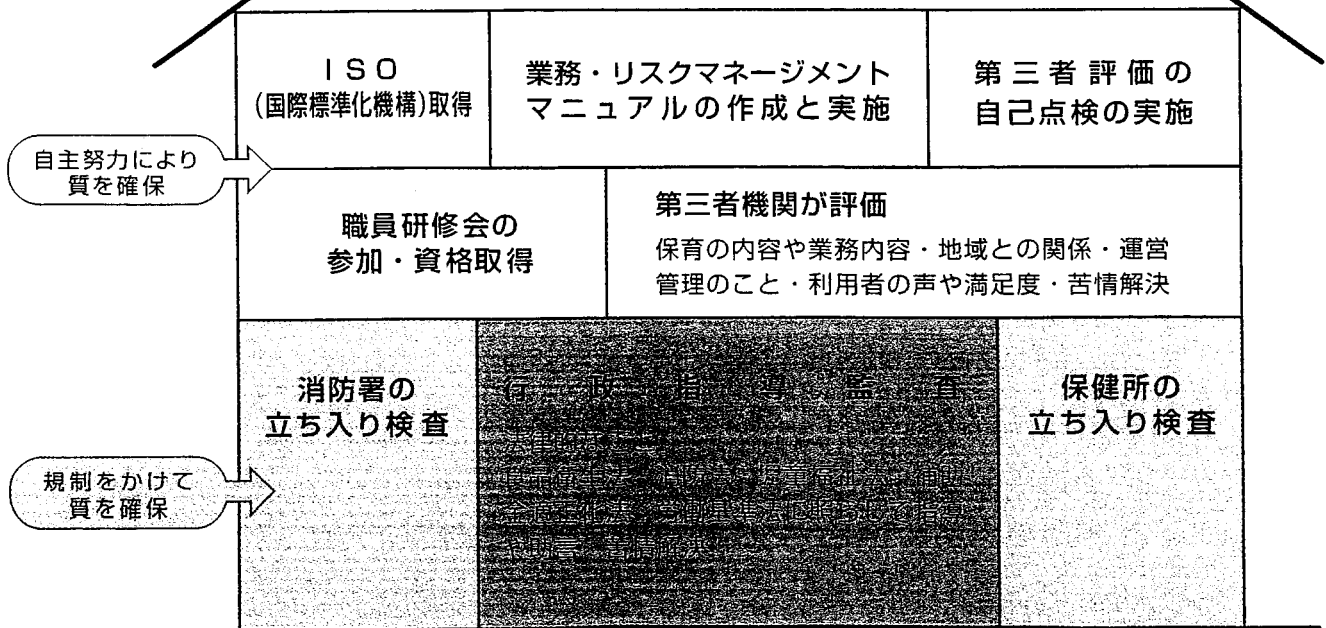 ISO
(国際標準化機構)取得
業務・リスクマネージメント
マニュアルの作成と実施
第三者評価の
自己点検の実施
自主努力により
質を確保
職員研修会の
参加・資格取得
第三者機関が評価
保育の内容や業務内容・地域との関係・運営
管理のこと・利用者の声や満足度・苦情解決
消防署の
立ち入り検査
行政指導監査
保健所の
立ち入り検査
規制をかけて
質を確保